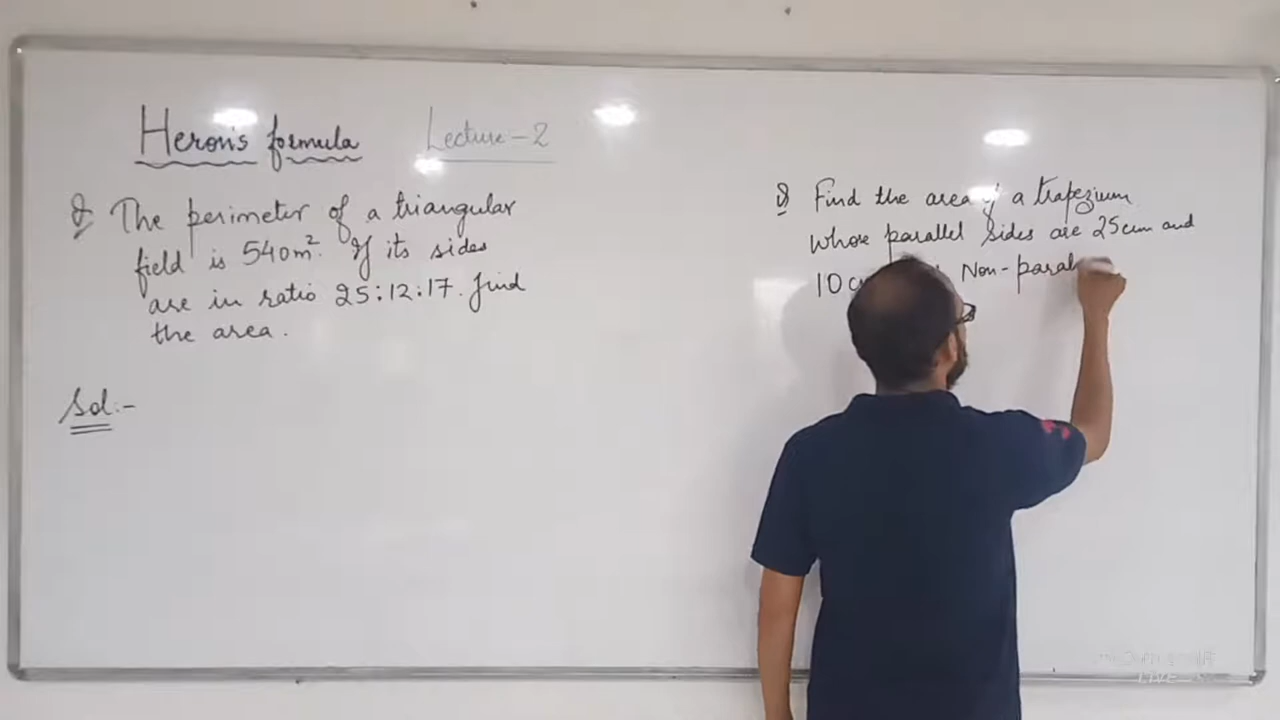 Heron's formula Lecture-2
Q The perimeter of a triangular
field is 540m². If its sides
are in ratio 25:12:17. find
the area.
Sol:-
Q Find the area of a trapezium
whose parallel sides are 25cm and
10c Non-paral
LIVE